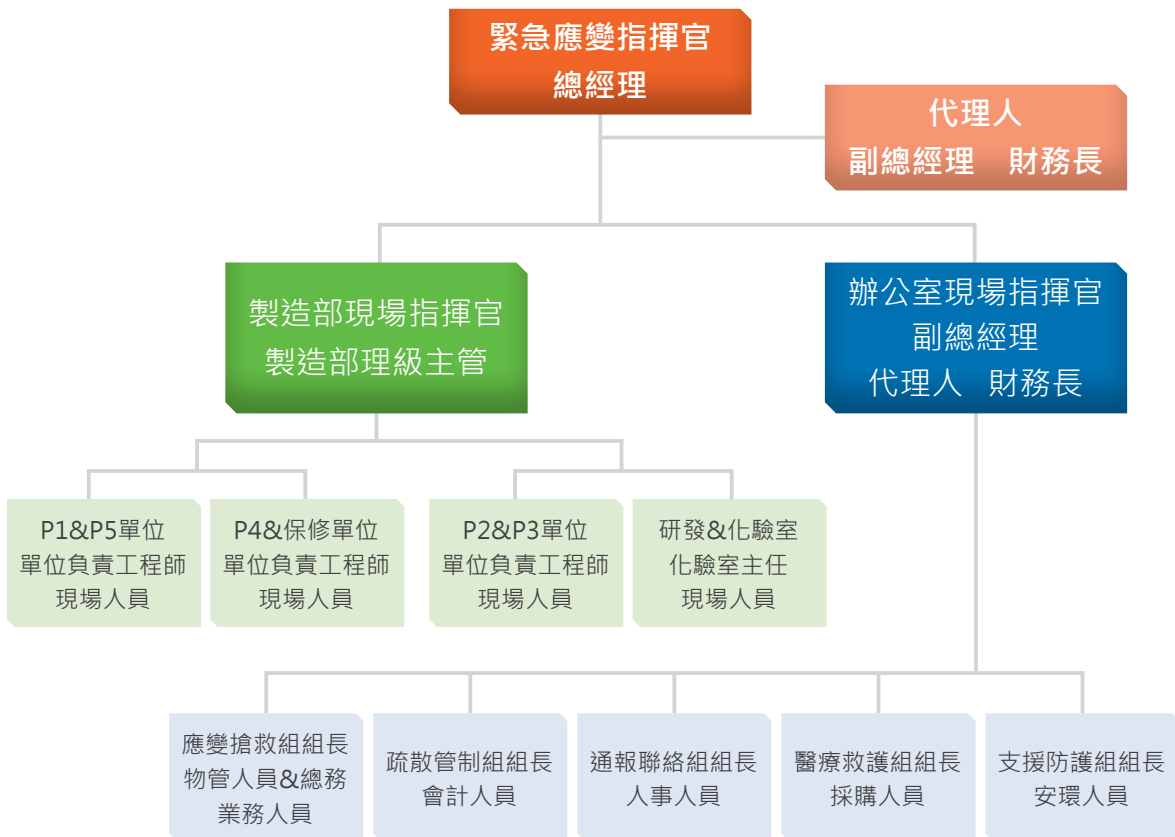 緊急應變指揮官
總經理
代理人
副總經理 財務長
製造部現場指揮官
製造部理級主管
辦公室現場指揮官
副總經理
代理人 財務長
P1&P5單位
單位負責工程師
現場人員
P4&保修單位
單位負責工程師
現場人員
P2&P3單位
單位負責工程師
現場人員
研發&化驗室
化驗室主任
現場人員
應變搶救組組長
物管人員&總務
業務人員
疏散管制組組長
會計人員
通報聯絡組組長
人事人員
醫療救護組組長
採購人員
支援防護組組長
安環人員